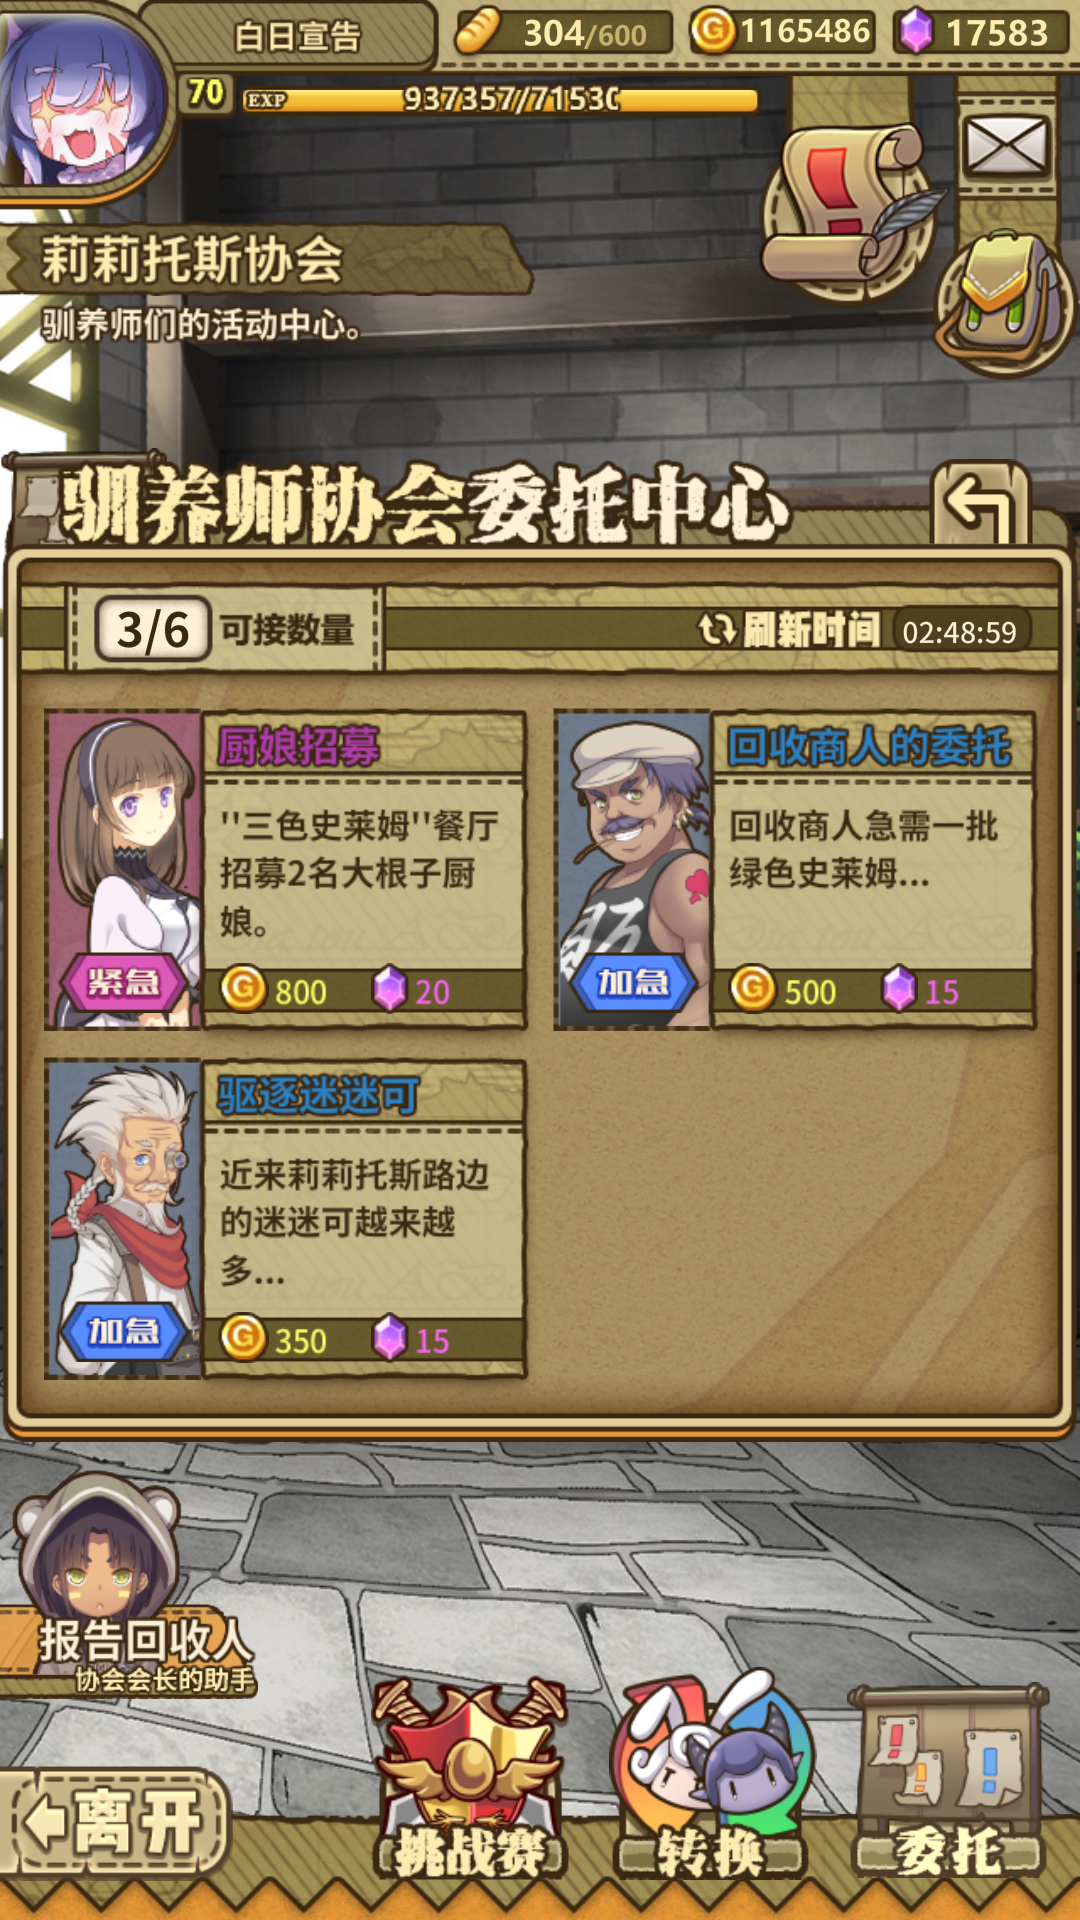 白日宣告
304/600
1165486
17583
70
EXP
937357/71530
莉莉托斯协会
驯养师们的活动中心。
驯养师协会委托中心
3/6
可接数量
刷新时间
02:48:59
厨娘招募
''三色史莱姆''餐厅
招募2名大根子厨
娘。
紧急
800
20
回收商人的委托
回收商人急需一批
绿色史莱姆...
加急
500
15
驱逐迷迷可
近来莉莉托斯路边
的迷迷可越来越
多...
加急
350
15
报告回收人
协会会长的助手
离开
挑战赛
转换
委托